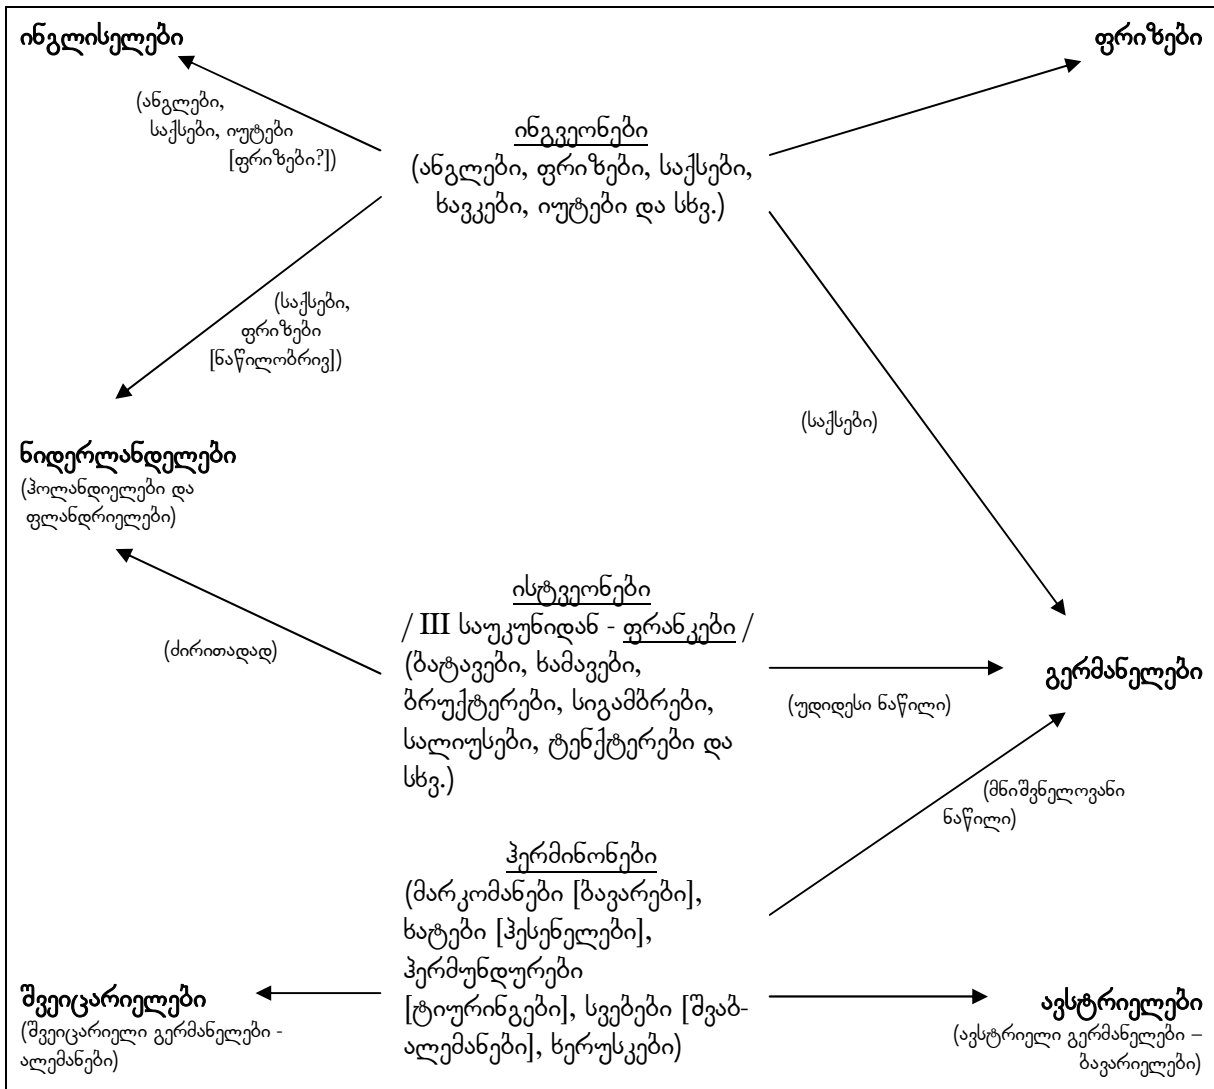 ინგლისელები
ფრიზები
(ანგლები,
საქსები, იუტები
[ფრიზები?])
ინგვეონები
(ანგლები, ფრიზები, საქსები,
ხავკები, იუტები და სხვ.)
(საქსები,
ფრიზები
[ნაწილობრივ])
(საქსები)
ნიდერლანდელები
(ჰოლანდიელები და
ფლანდრიელები)
ისტვეონები
/ III საუკუნიდან - ფრანკები /
(ბატავები, ხამავები,
ბრუქტერები, სიგამბრები,
სალიუსები, ტენქტერები და
სხვ.)
(ძირითადად)
(უდიდესი ნაწილი)
გერმანელები
(მნიშვნელოვანი
ნაწილი)
ჰერმინონები
(მარკომანები [ბავარები],
ხატები [ჰესენელები],
ჰერმუნდურები
[ტიურინგები], სვებები [შვაბ-
ალემანები], ხერუსკები)
შვეიცარიელები
(შვეიცარიელი გერმანელები -
ალემანები)
ავსტრიელები
(ავსტრიელი გერმანელები –
ბავარიელები)